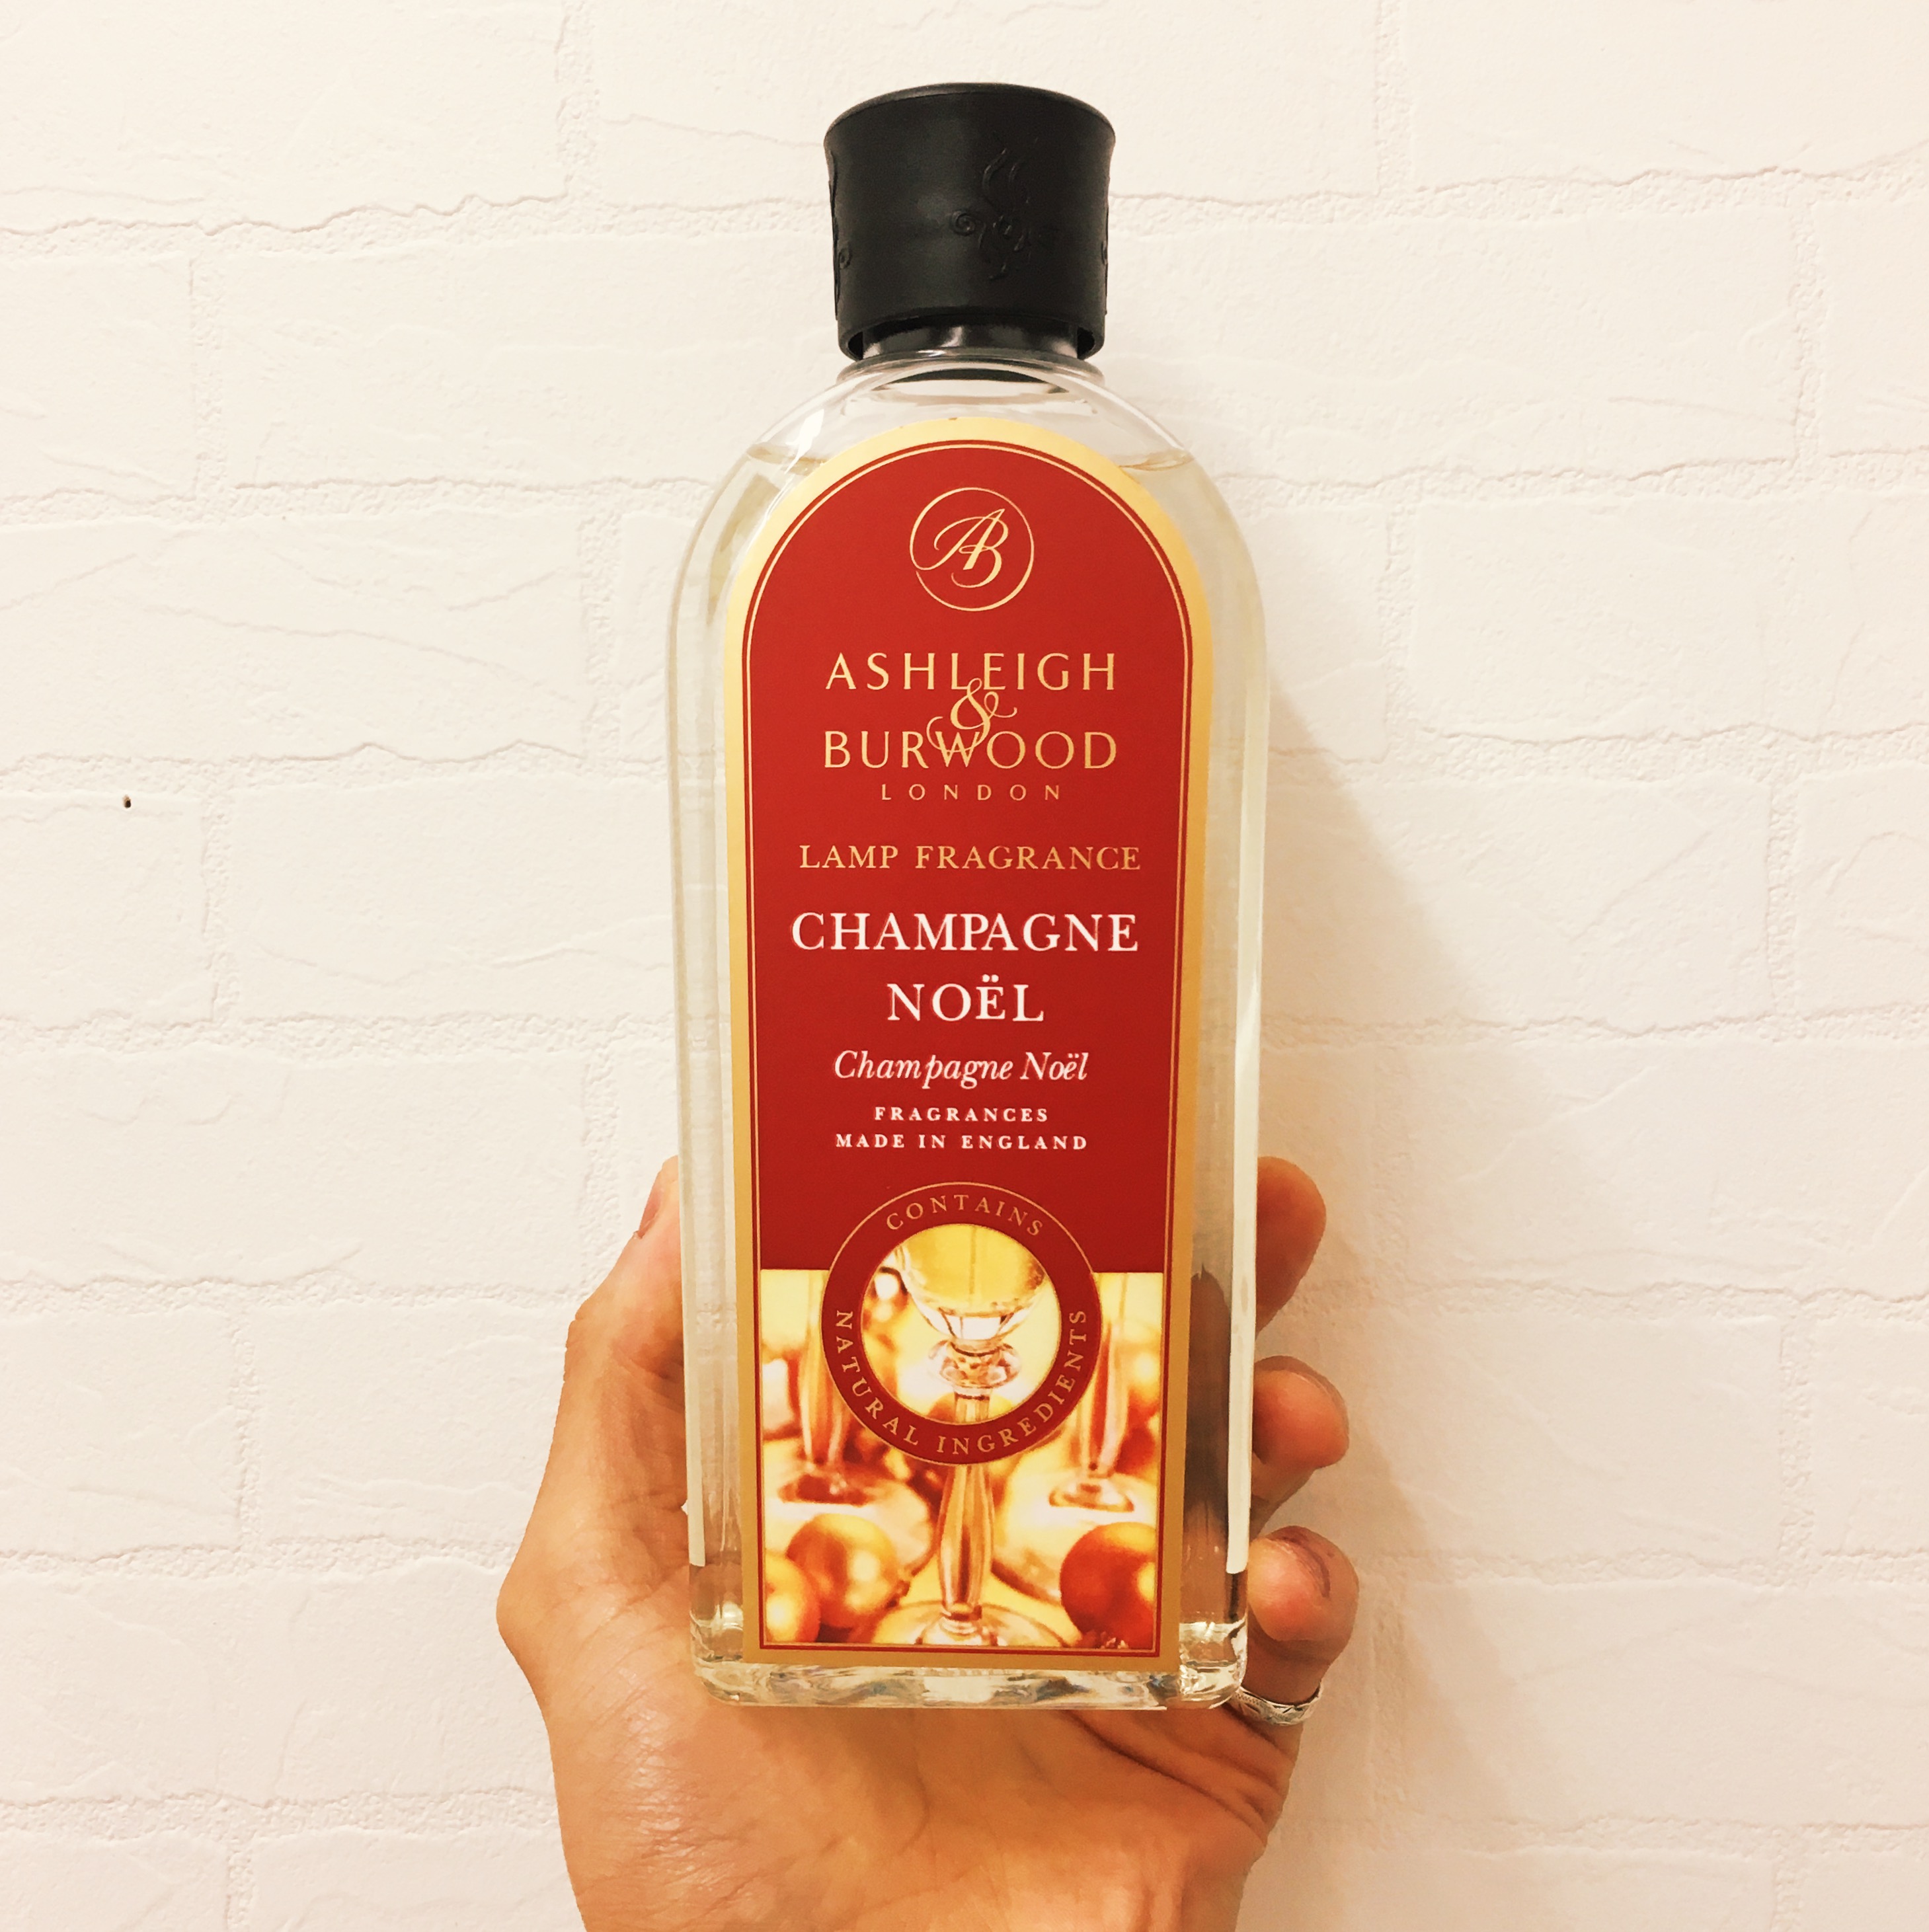 AB
ASHLEIGH
&
BURWOOD
LONDON
LAMP FRAGRANCE
CHAMPAGNE
NOËL
Champagne Noël
FRAGRANCES
MADE IN ENGLAND
CONTAINS
NATURAL INGREDIENTS